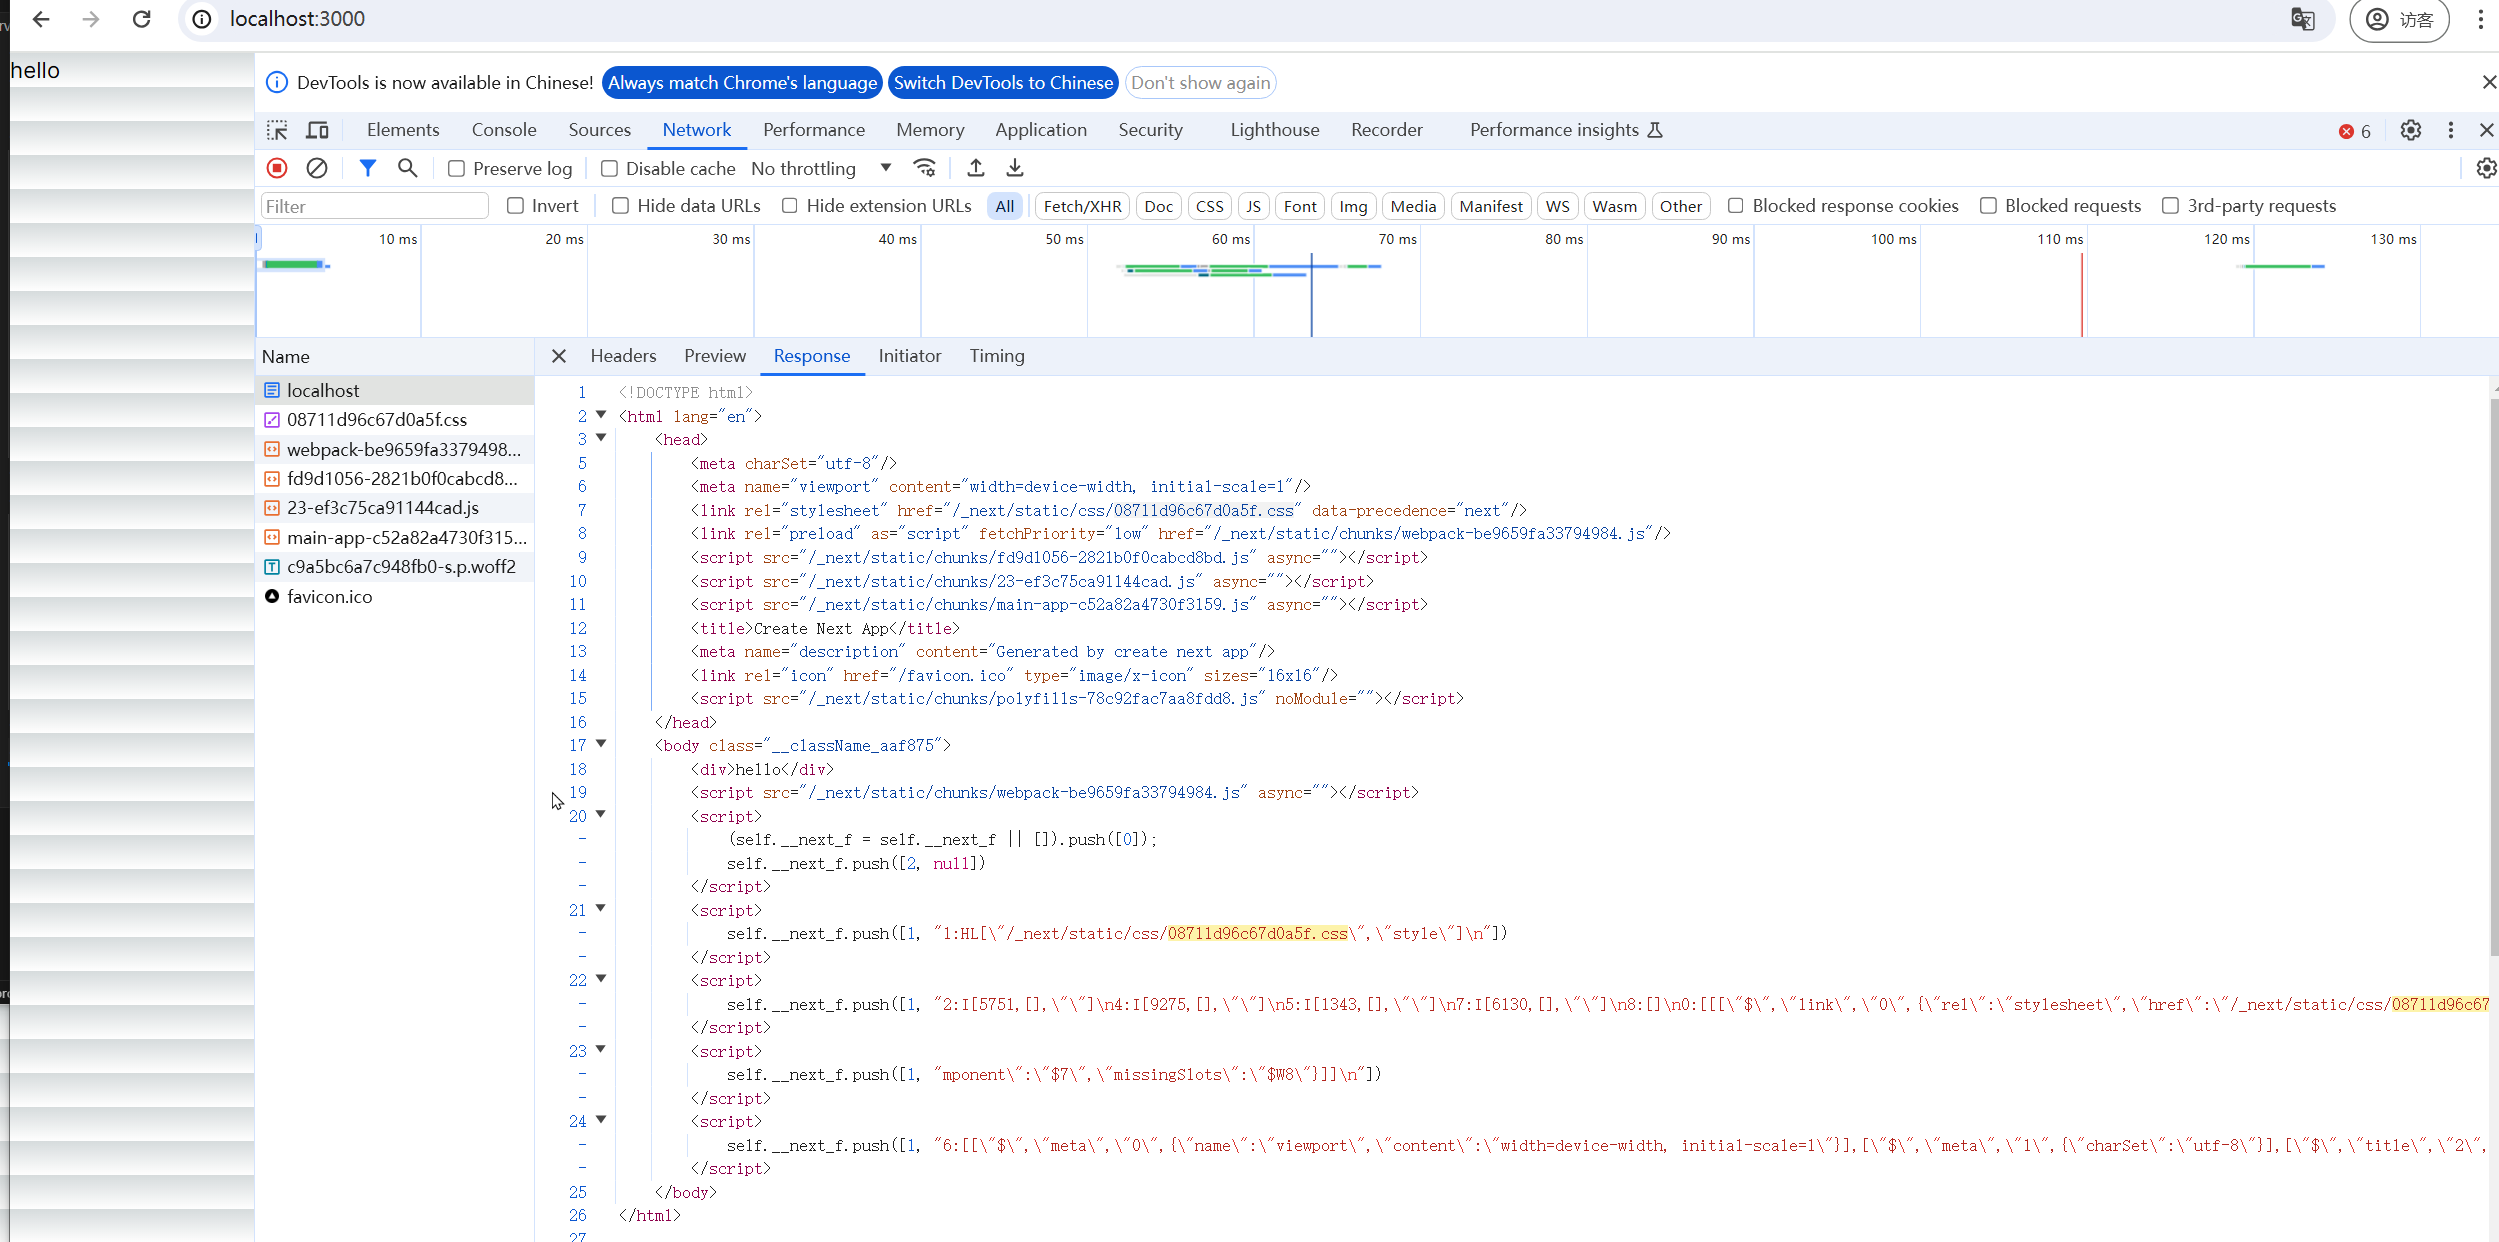 localhost:3000
访客
hello
DevTools is now available in Chinese! Always match Chrome's language Switch DevTools to Chinese Don't show again
Elements Console Sources Network Performance Memory Application Security Lighthouse Recorder Performance insights 6
Preserve log Disable cache No throttling
Filter Invert Hide data URLs Hide extension URLs All Fetch/XHR Doc CSS JS Font Img Media Manifest WS Wasm Other Blocked response cookies Blocked requests 3rd-party requests
10 ms 20 ms 30 ms 40 ms 50 ms 60 ms 70 ms 80 ms 90 ms 100 ms 110 ms 120 ms 130 ms
Name
localhost
08711d96c67d0a5f.css
webpack-be9659fa3379498...
fd9d1056-2821b0f0cabcd8...
23-ef3c75ca91144cad.js
main-app-c52a82a4730f315...
c9a5bc6a7c948fb0-s.p.woff2
favicon.ico
Headers Preview Response Initiator Timing
1 <!DOCTYPE html>
2 <html lang="en">
3 <head>
5 <meta charSet="utf-8"/>
6 <meta name="viewport" content="width=device-width, initial-scale=1"/>
7 <link rel="stylesheet" href="/_next/static/css/08711d96c67d0a5f.css" data-precedence="next"/>
8 <link rel="preload" as="script" fetchPriority="low" href="/_next/static/chunks/webpack-be9659fa33794984.js"/>
9 <script src="/_next/static/chunks/fd9d1056-2821b0f0cabcd8bd.js" async=""></script>
10 <script src="/_next/static/chunks/23-ef3c75ca91144cad.js" async=""></script>
11 <script src="/_next/static/chunks/main-app-c52a82a4730f3159.js" async=""></script>
12 <title>Create Next App</title>
13 <meta name="description" content="Generated by create next app"/>
14 <link rel="icon" href="/favicon.ico" type="image/x-icon" sizes="16x16"/>
15 <script src="/_next/static/chunks/polyfills-78c92fac7aa8fdd8.js" noModule=""></script>
16 </head>
17 <body class="__className_aaf875">
18 <div>hello</div>
19 <script src="/_next/static/chunks/webpack-be9659fa33794984.js" async=""></script>
20 <script>
- (self.__next_f = self.__next_f || []).push([0]);
- self.__next_f.push([2, null])
- </script>
21 <script>
- self.__next_f.push([1, "1:HL[\"/_next/static/css/08711d96c67d0a5f.css\",\"style\"]\n"])
- </script>
22 <script>
- self.__next_f.push([1, "2:I[5751,[],\"\"]\n4:I[9275,[],\"\"]\n5:I[1343,[],\"\"]\n7:I[6130,[],\"\"]\n8:[]\n0:[[[\"$\",\"link\",\"0\",{\"rel\":\"stylesheet\",\"href\":\"/_next/static/css/08711d96c67
- </script>
23 <script>
- self.__next_f.push([1, "mponent\":\"$7\",\"missingSlots\":\"$W8\"}]]\n"])
- </script>
24 <script>
- self.__next_f.push([1, "6:[[\"$\",\"meta\",\"0\",{\"name\":\"viewport\",\"content\":\"width=device-width, initial-scale=1\"}],[\"$\",\"meta\",\"1\",{\"charSet\":\"utf-8\"}],[\"$\",\"title\",\"2\",
- </script>
25 </body>
26 </html>
27